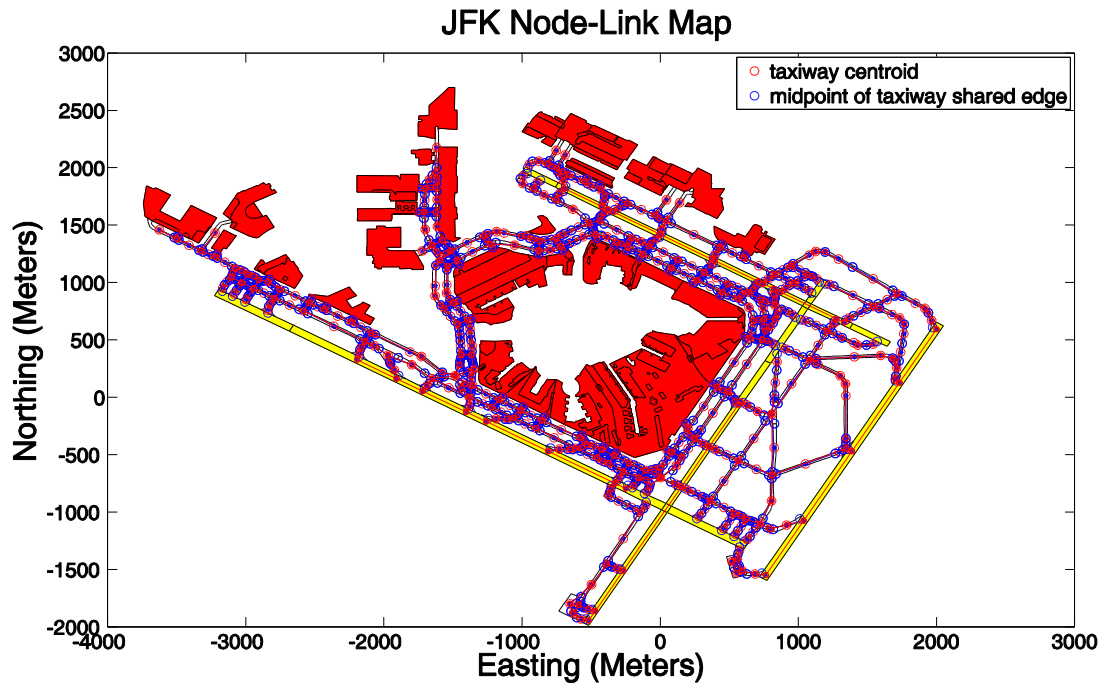 JFK Node-Link Map
3000
2500
2000
1500
1000
500
0
-500
-1000
-1500
-2000
Northing (Meters)
taxiway centroid
midpoint of taxiway shared edge
-4000 -3000 -2000 -1000 0 1000 2000 3000
Easting (Meters)